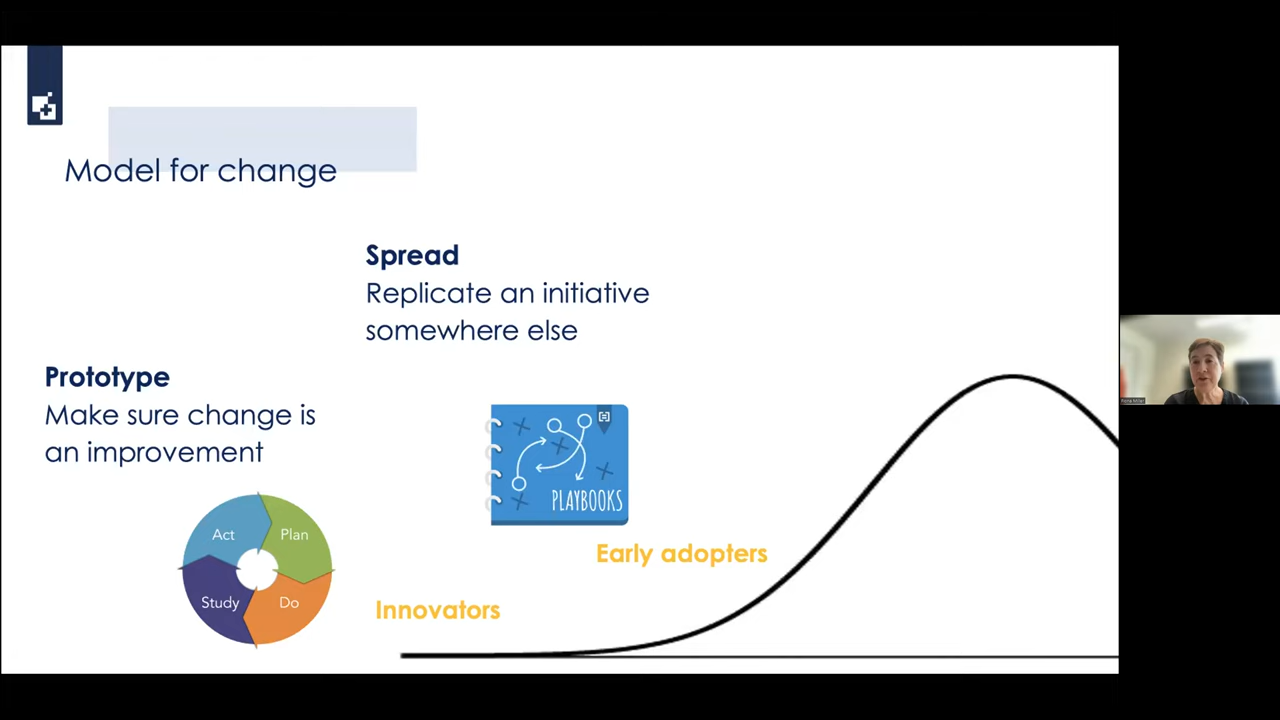 Model for change
Spread
Replicate an initiative
somewhere else
Prototype
Make sure change is
an improvement
PLAYBOOKS
Act
Plan
Study
Do
Early adopters
Innovators